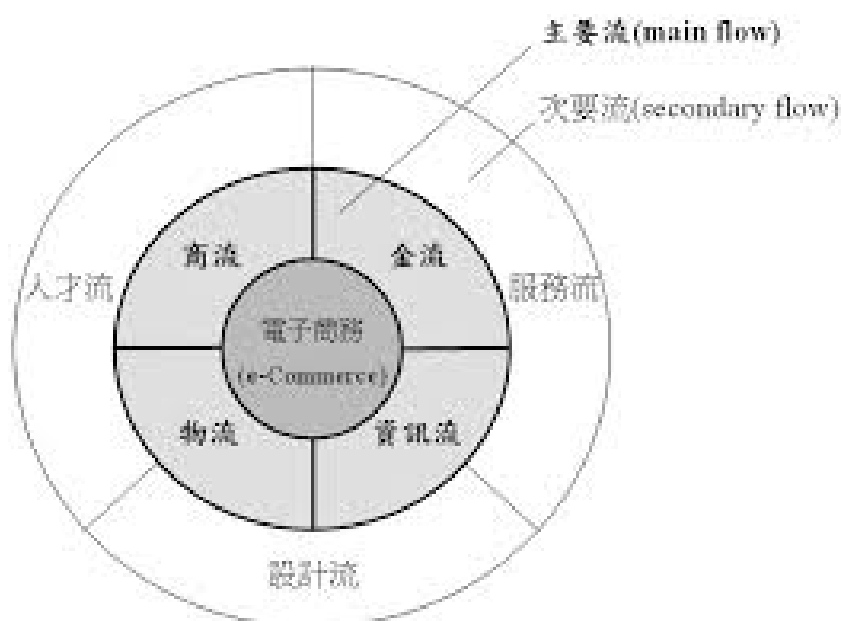 主要流(main flow)
次要流(secondary flow)
商流
金流
人才流
服務流
電子商務
(e-Commerce)
物流
資訊流
設計流